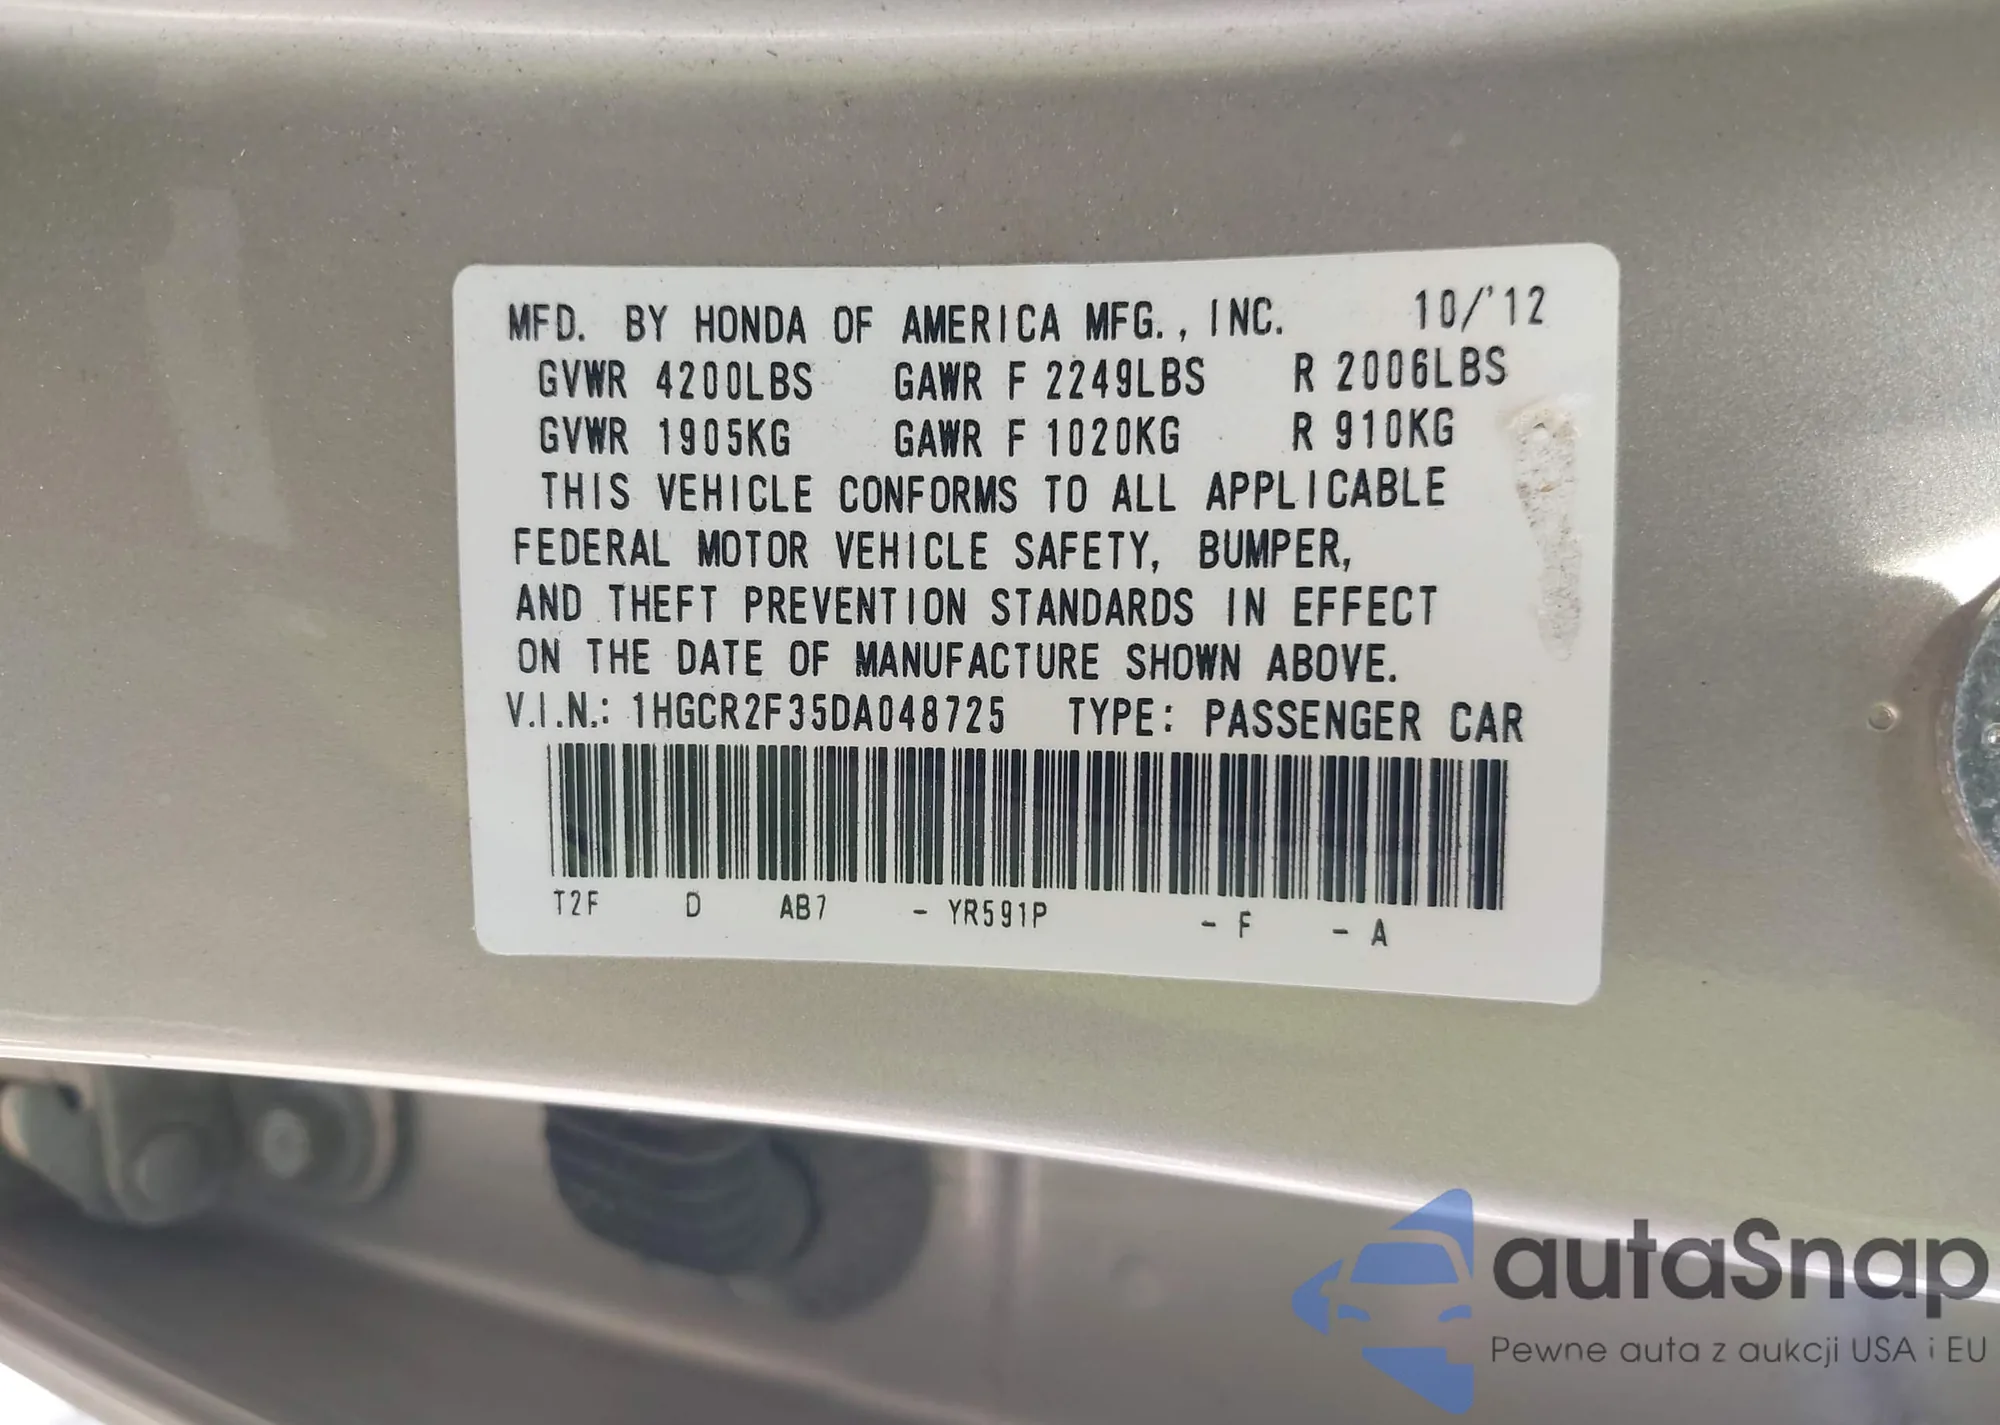 MFD. BY HONDA OF AMERICA MFG., INC. 10/'12
GVWR 4200LBS GAWR F 2249LBS R 2006LBS
GVWR 1905KG GAWR F 1020KG R 910KG
THIS VEHICLE CONFORMS TO ALL APPLICABLE
FEDERAL MOTOR VEHICLE SAFETY, BUMPER,
AND THEFT PREVENTION STANDARDS IN EFFECT
ON THE DATE OF MANUFACTURE SHOWN ABOVE.
V.I.N.: 1HGCR2F35DA048725 TYPE: PASSENGER CAR
T2F D AB7 - YR591P - F - A
autaSnap
Pewne auta z aukcji USA i EU